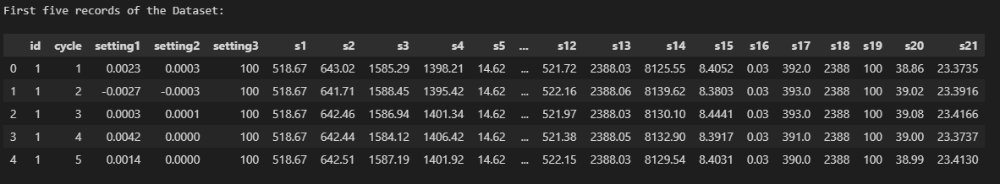 First five records of the Dataset:
id cycle setting1 setting2 setting3 s1 s2 s3 s4 s5 ... s12 s13 s14 s15 s16 s17 s18 s19 s20 s21
0 1 1 0.0023 0.0003 100 518.67 643.02 1585.29 1398.21 14.62 ... 521.72 2388.03 8125.55 8.4052 0.03 392.0 2388 100 38.86 23.3735
1 1 2 -0.0027 -0.0003 100 518.67 641.71 1588.45 1395.42 14.62 ... 522.16 2388.06 8139.62 8.3803 0.03 393.0 2388 100 39.02 23.3916
2 1 3 0.0003 0.0001 100 518.67 642.46 1586.94 1401.34 14.62 ... 521.97 2388.03 8130.10 8.4441 0.03 393.0 2388 100 39.08 23.4166
3 1 4 0.0042 0.0000 100 518.67 642.44 1584.12 1406.42 14.62 ... 521.38 2388.05 8132.90 8.3917 0.03 391.0 2388 100 39.00 23.3737
4 1 5 0.0014 0.0000 100 518.67 642.51 1587.19 1401.92 14.62 ... 522.15 2388.03 8129.54 8.4031 0.03 390.0 2388 100 38.99 23.4130